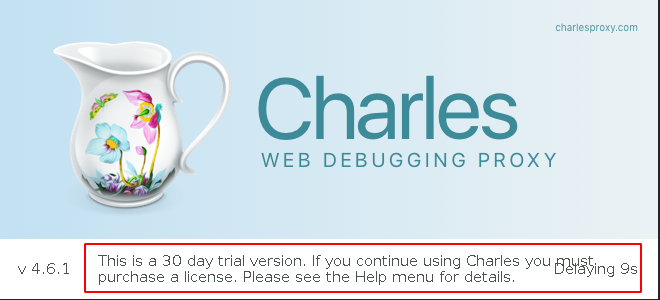 charlesproxy.com
Charles
WEB DEBUGGING PROXY
v 4.6.1
This is a 30 day trial version. If you continue using Charles you must
purchase a license. Please see the Help menu for details.
Delaying 9s